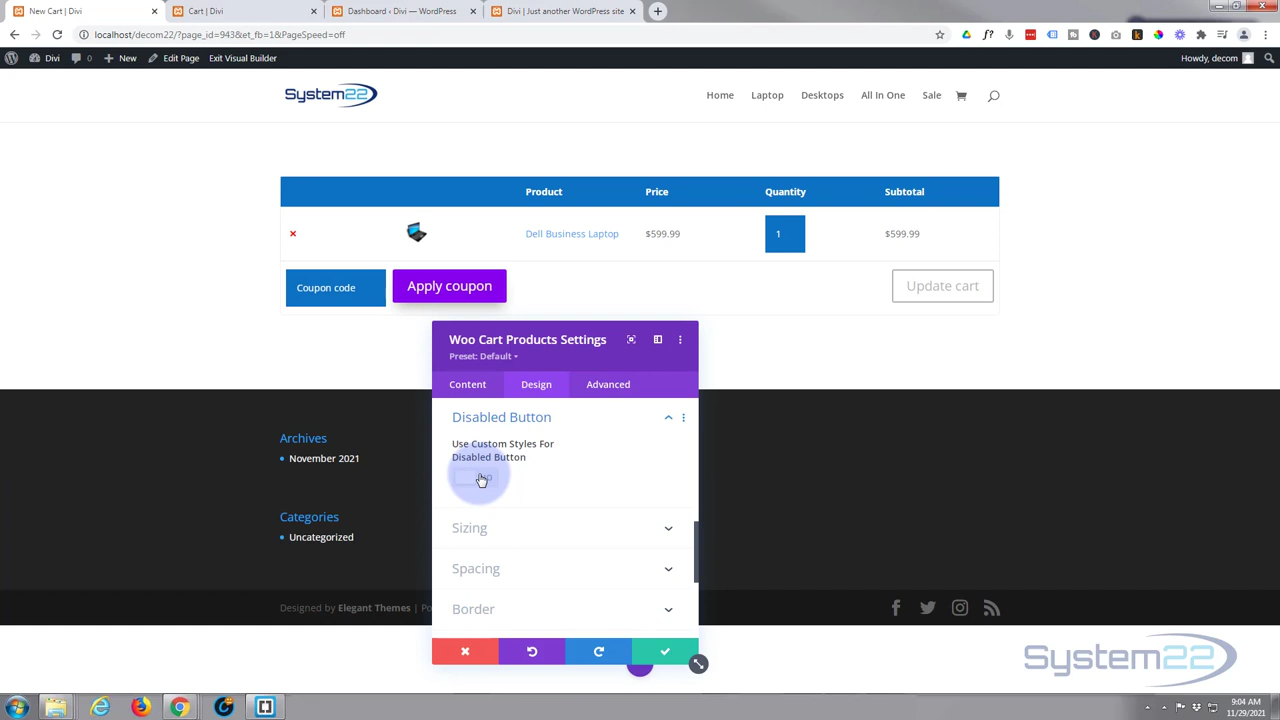 New Cart | Divi
Cart | Divi
Dashboard ‹ Divi — WordPress
Divi | Just another WordPress site
localhost/decom22/?page_id=943&et_fb=1&PageSpeed=off
Divi
0
New
Edit Page
Exit Visual Builder
Howdy, decom
System22
Home
Laptop
Desktops
All In One
Sale
Product
Price
Quantity
Subtotal
Dell Business Laptop
$599.99
1
$599.99
Coupon code
Apply coupon
Update cart
Woo Cart Products Settings
Preset: Default
Content
Design
Advanced
Disabled Button
Use Custom Styles For
Disabled Button
Sizing
Spacing
Border
Archives
November 2021
Categories
Uncategorized
Designed by Elegant Themes |
System22
9:04 AM
11/29/2021